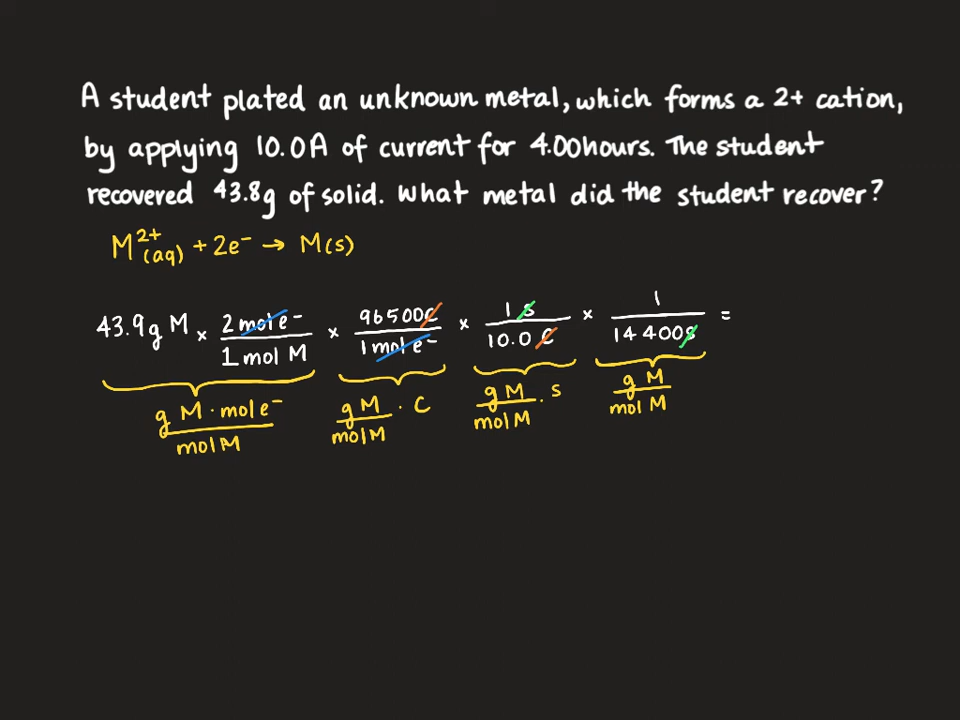 A student plated an unknown metal, which forms a 2+ cation,
by applying 10.0A of current for 4.00hours. The student
recovered 43.8g of solid. What metal did the student recover?
M²⁺(aq) + 2e⁻ → M(s)
43.9g M × 2 mol e⁻ / 1 mol M × 96500C / 1 mol e⁻ × 1 s / 10.0 C × 1 / 14400s =
g M · mol e⁻ / mol M   g M / mol M · C   g M / mol M · s   g M / mol M